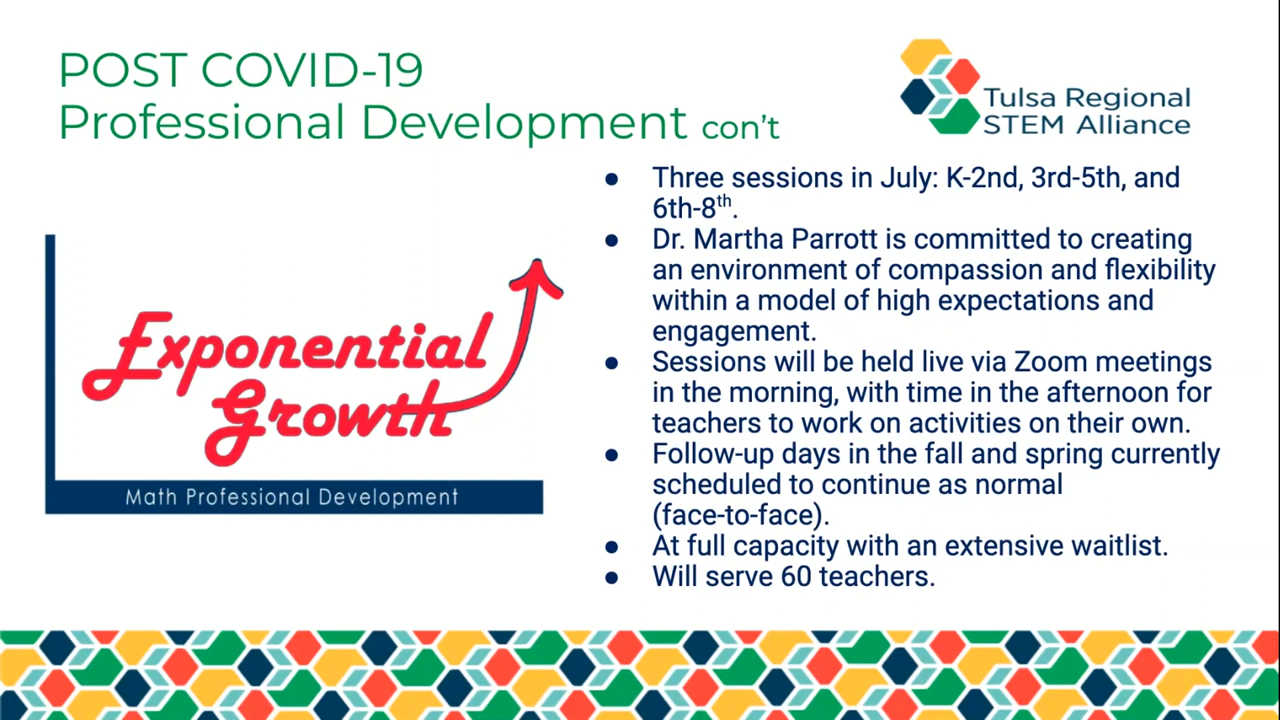 POST COVID-19
Professional Development con't
Tulsa Regional
STEM Alliance
Exponential
Growth
Math Professional Development
● Three sessions in July: K-2nd, 3rd-5th, and
6th-8th.
● Dr. Martha Parrott is committed to creating
an environment of compassion and flexibility
within a model of high expectations and
engagement.
● Sessions will be held live via Zoom meetings
in the morning, with time in the afternoon for
teachers to work on activities on their own.
● Follow-up days in the fall and spring currently
scheduled to continue as normal
(face-to-face).
● At full capacity with an extensive waitlist.
● Will serve 60 teachers.